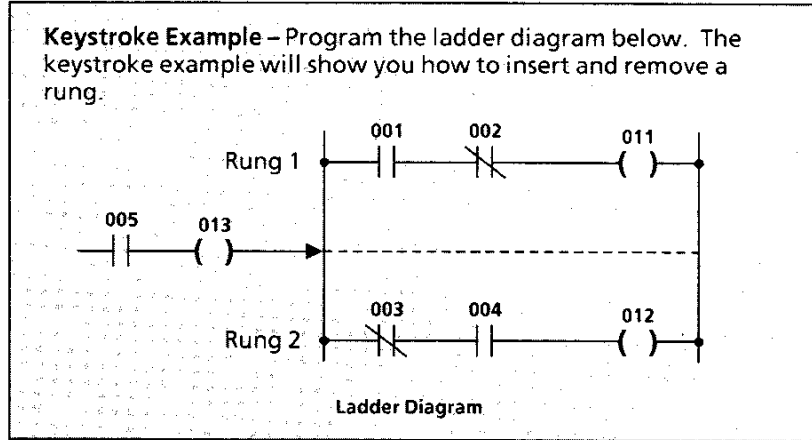 Keystroke Example – Program the ladder diagram below. The
keystroke example will show you how to insert and remove a
rung.
001 002 011
Rung 1
005 013
003 004 012
Rung 2
Ladder Diagram